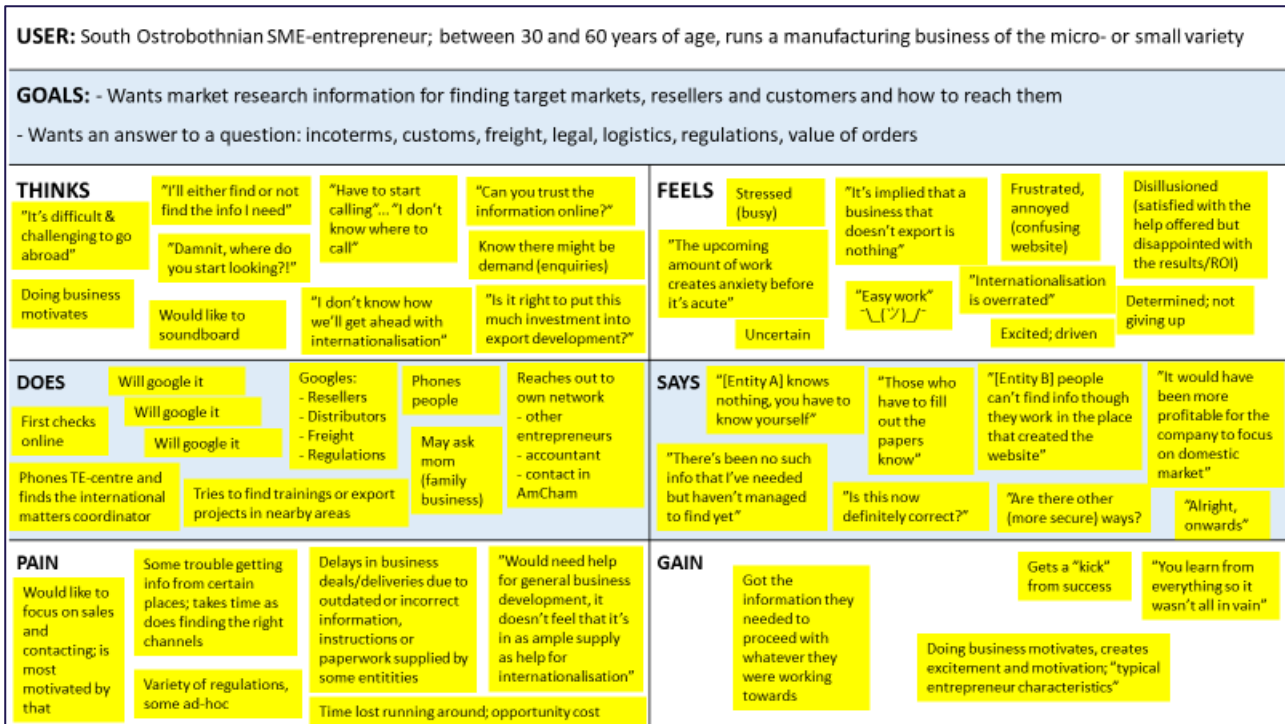 USER: South Ostrobothnian SME-entrepreneur; between 30 and 60 years of age, runs a manufacturing business of the micro- or small variety
GOALS: - Wants market research information for finding target markets, resellers and customers and how to reach them
- Wants an answer to a question: incoterms, customs, freight, legal, logistics, regulations, value of orders
THINKS
"It's difficult &
challenging to go
abroad"
"I'll either find or not
find the info I need"
"Have to start
calling"... "I don't
know where to
call"
"Can you trust the
information online?"
"Damnit, where do
you start looking?!"
Know there might be
demand (enquiries)
Doing business
motivates
Would like to
soundboard
"I don't know how
we'll get ahead with
internationalisation"
"Is it right to put this
much investment into
export development?"
FEELS
Stressed
(busy)
"It's implied that a
business that
doesn't export is
nothing"
Frustrated,
annoyed
(confusing
website)
Disillusioned
(satisfied with the
help offered but
disappointed with
the results/ROI)
"The upcoming
amount of work
creates anxiety before
it's acute"
"Easy work"
¯\_(ツ)_/¯
"Internationalisation
is overrated"
Determined; not
giving up
Uncertain
Excited; driven
DOES
Will google it
Will google it
Will google it
First checks
online
Googles:
- Resellers
- Distributors
- Freight
- Regulations
Phones
people
Reaches out to
own network
- other
entrepreneurs
- accountant
- contact in
AmCham
May ask
mom
(family
business)
Phones TE-centre and
finds the international
matters coordinator
Tries to find trainings or export
projects in nearby areas
SAYS
"[Entity A] knows
nothing, you have to
know yourself"
"Those who
have to fill
out the
papers
know"
"[Entity B] people
can't find info though
they work in the place
that created the
website"
"It would have
been more
profitable for the
company to focus
on domestic
market"
"There's been no such
info that I've needed
but haven't managed
to find yet"
"Is this now
definitely correct?"
"Are there other
(more secure) ways?
"Alright,
onwards"
PAIN
Would like to
focus on sales
and
contacting; is
most
motivated by
that
Some trouble getting
info from certain
places; takes time as
does finding the right
channels
Delays in business
deals/deliveries due to
outdated or incorrect
information,
instructions or
paperwork supplied by
some entitities
"Would need help
for general business
development, it
doesn't feel that it's
in as ample supply
as help for
internationalisation"
Variety of regulations,
some ad-hoc
Time lost running around; opportunity cost
GAIN
Got the
information they
needed to
proceed with
whatever they
were working
towards
Gets a "kick"
from success
"You learn from
everything so it
wasn't all in vain"
Doing business motivates, creates
excitement and motivation; "typical
entrepreneur characteristics"